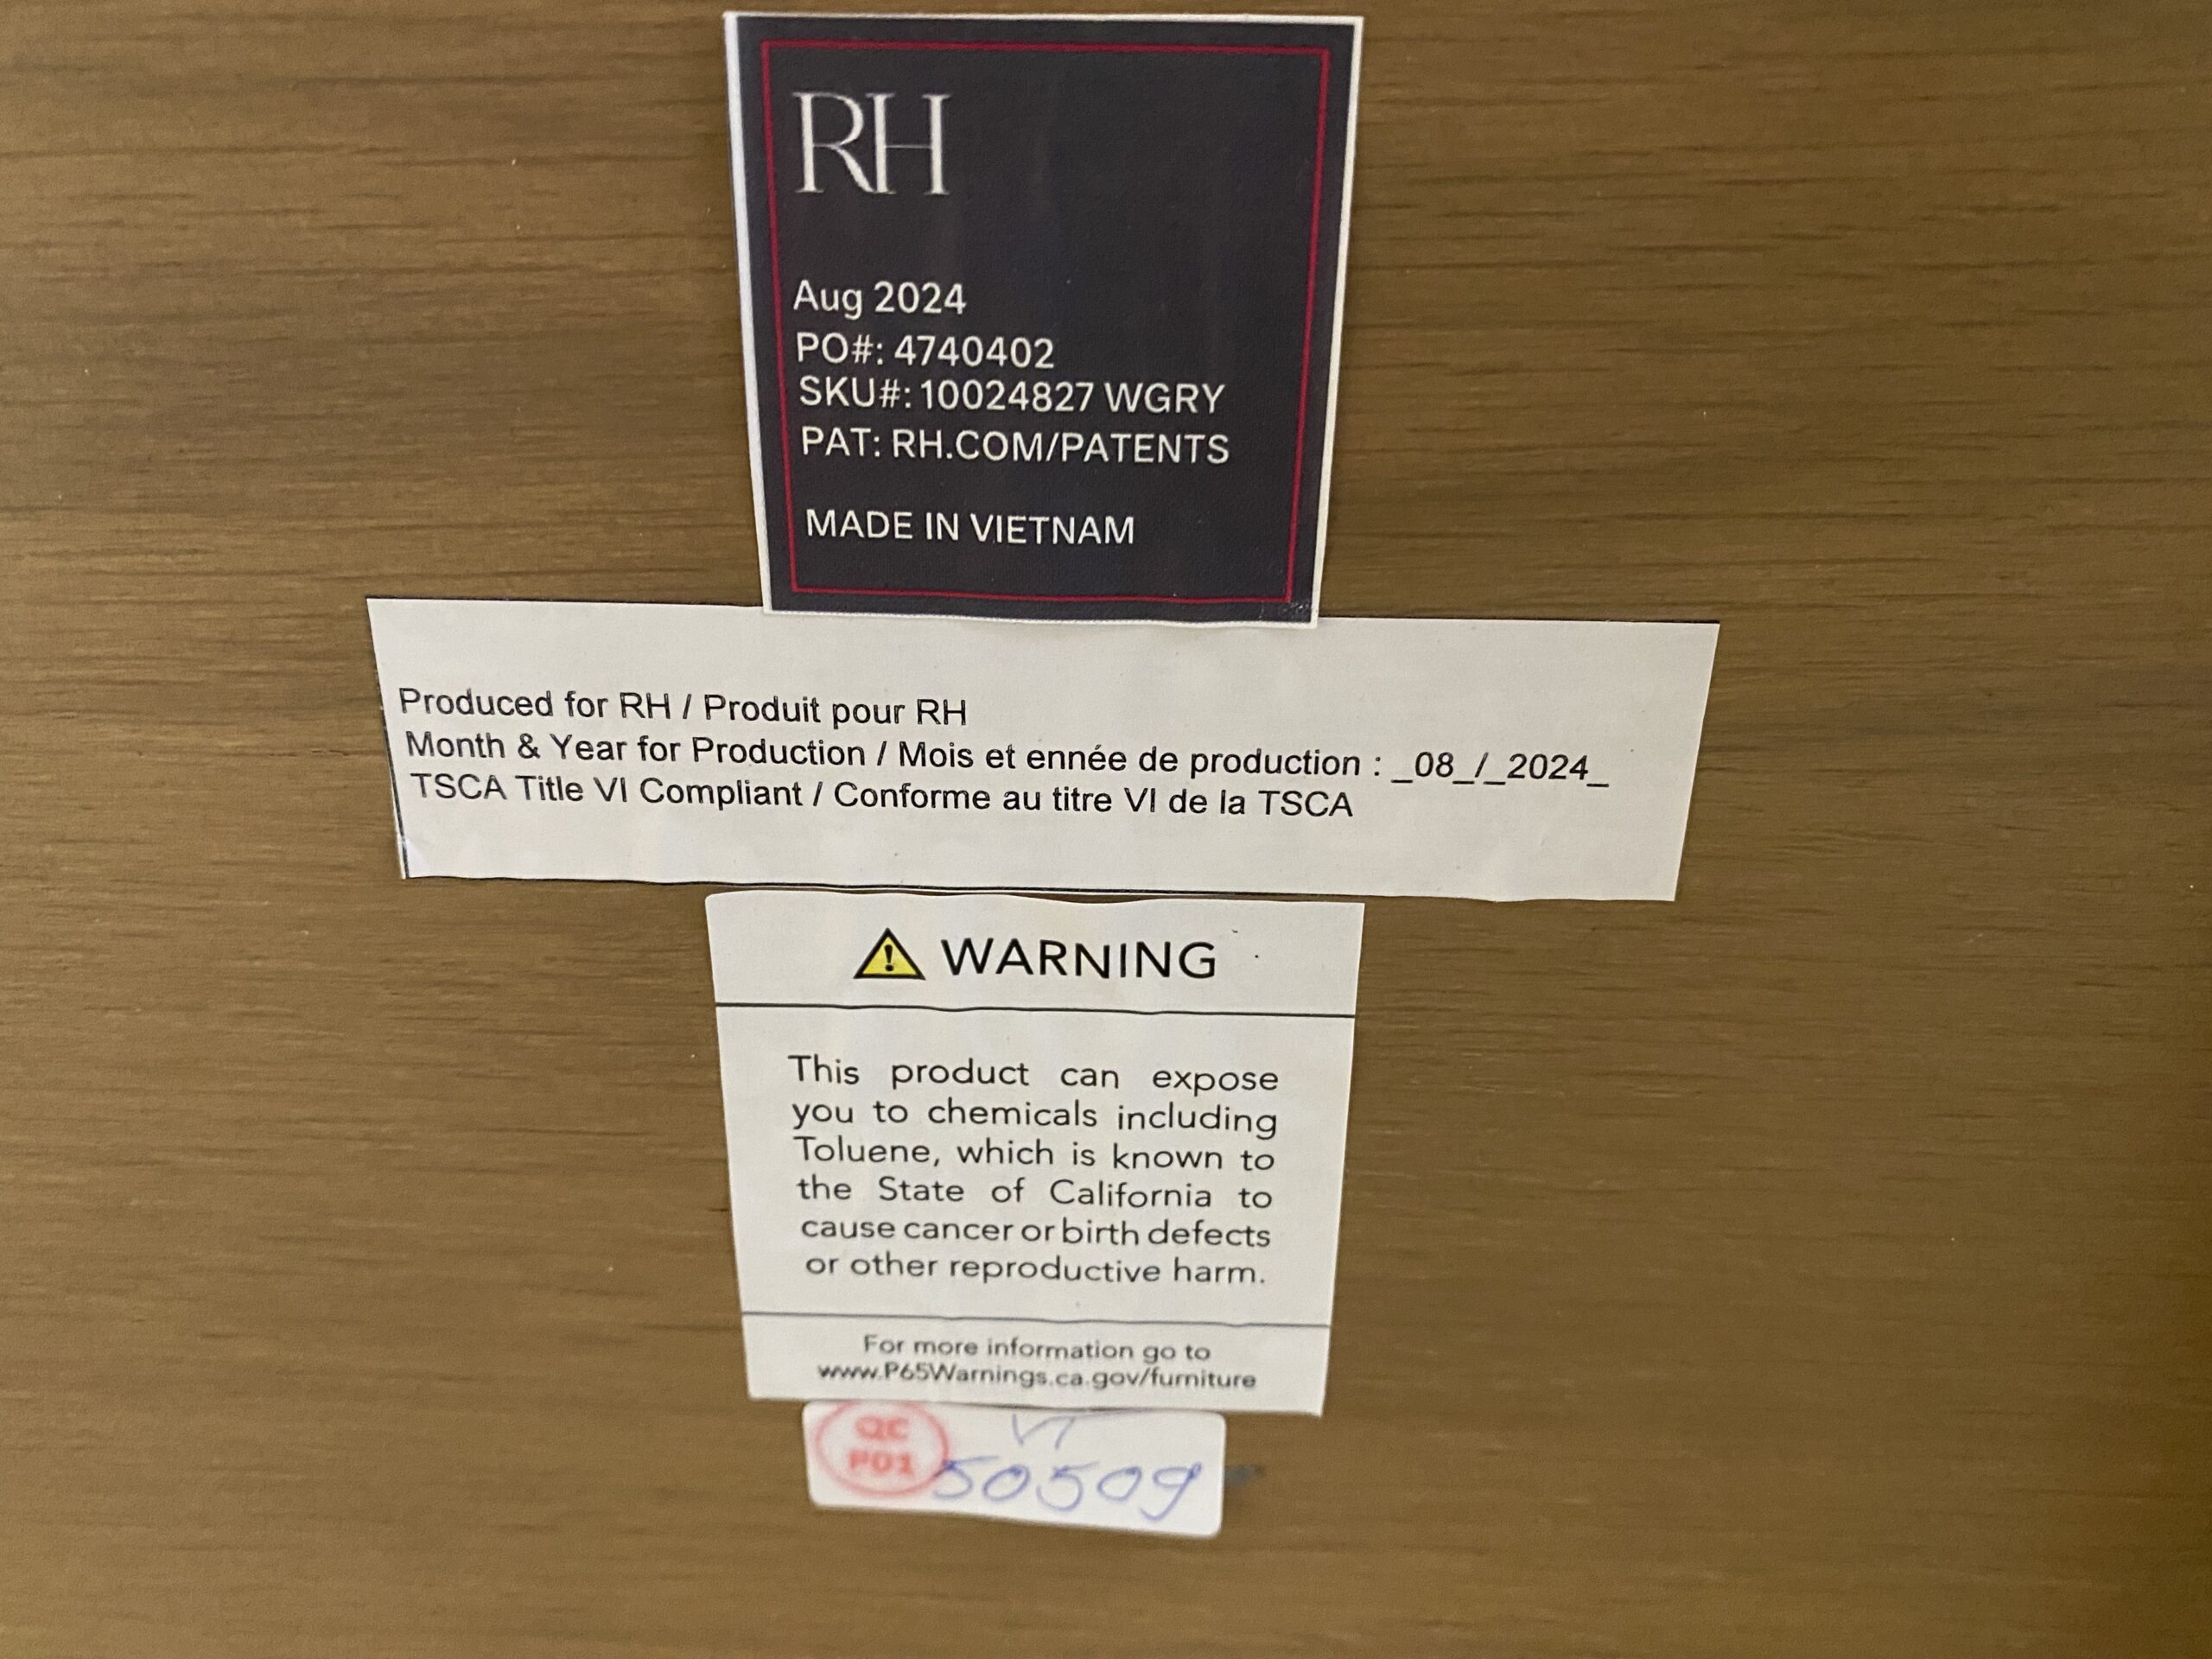 RH
Aug 2024
PO#: 4740402
SKU#: 10024827 WGRY
PAT: RH.COM/PATENTS
MADE IN VIETNAM
Produced for RH / Produit pour RH
Month & Year for Production / Mois et ennée de production : _08_/_2024_
TSCA Title VI Compliant / Conforme au titre VI de la TSCA
WARNING
This product can expose
you to chemicals including
Toluene, which is known to
the State of California to
cause cancer or birth defects
or other reproductive harm.
For more information go to
www.P65Warnings.ca.gov/furniture
QC
P01
VT
50509